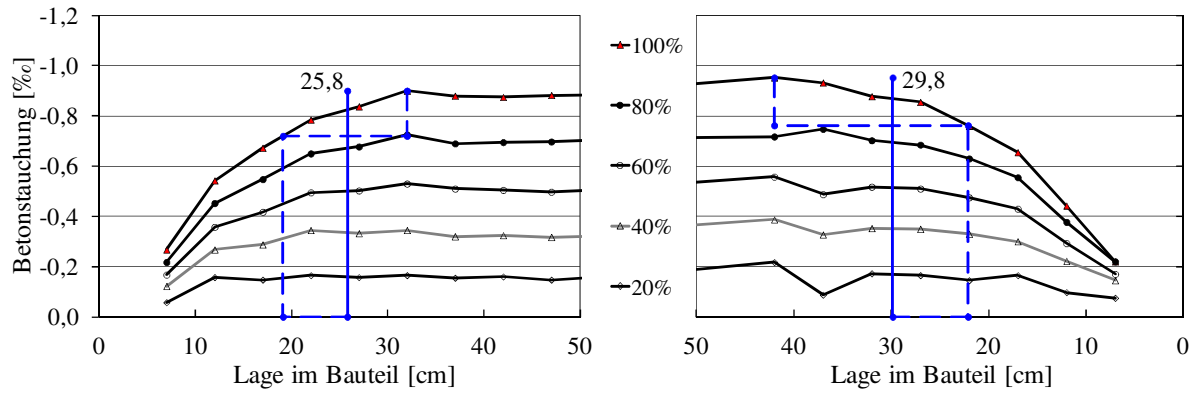 -1,2
-1,0
-0,8
-0,6
-0,4
-0,2
0,0
Betonstauchung [‰]
25,8
0 10 20 30 40 50
Lage im Bauteil [cm]
100%
80%
60%
40%
20%
29,8
50 40 30 20 10 0
Lage im Bauteil [cm]